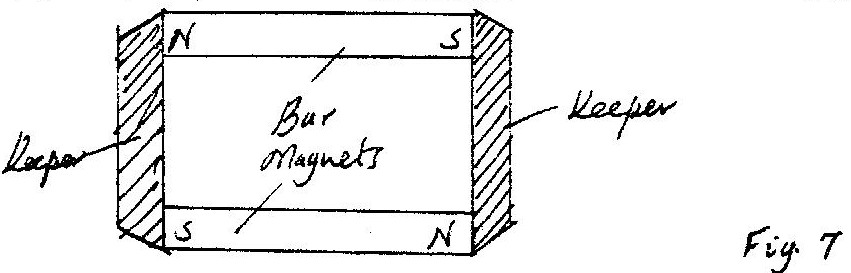 N S
Bar
Magnets
Keeper
Keeper
S N
Fig. 7